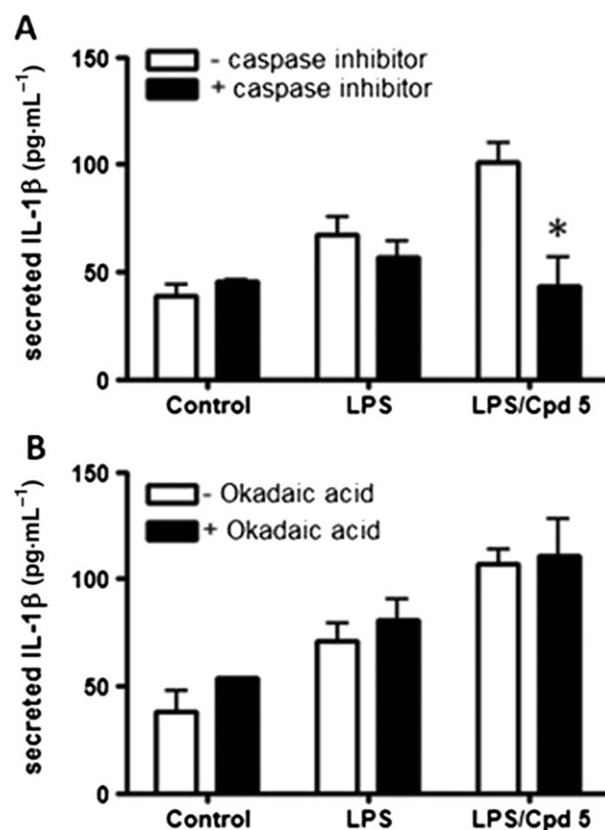 A
150
100
50
0
secreted IL-1β (pg·mL⁻¹)
- caspase inhibitor
+ caspase inhibitor
*
Control LPS LPS/Cpd 5
B
150
100
50
0
secreted IL-1β (pg·mL⁻¹)
- Okadaic acid
+ Okadaic acid
Control LPS LPS/Cpd 5